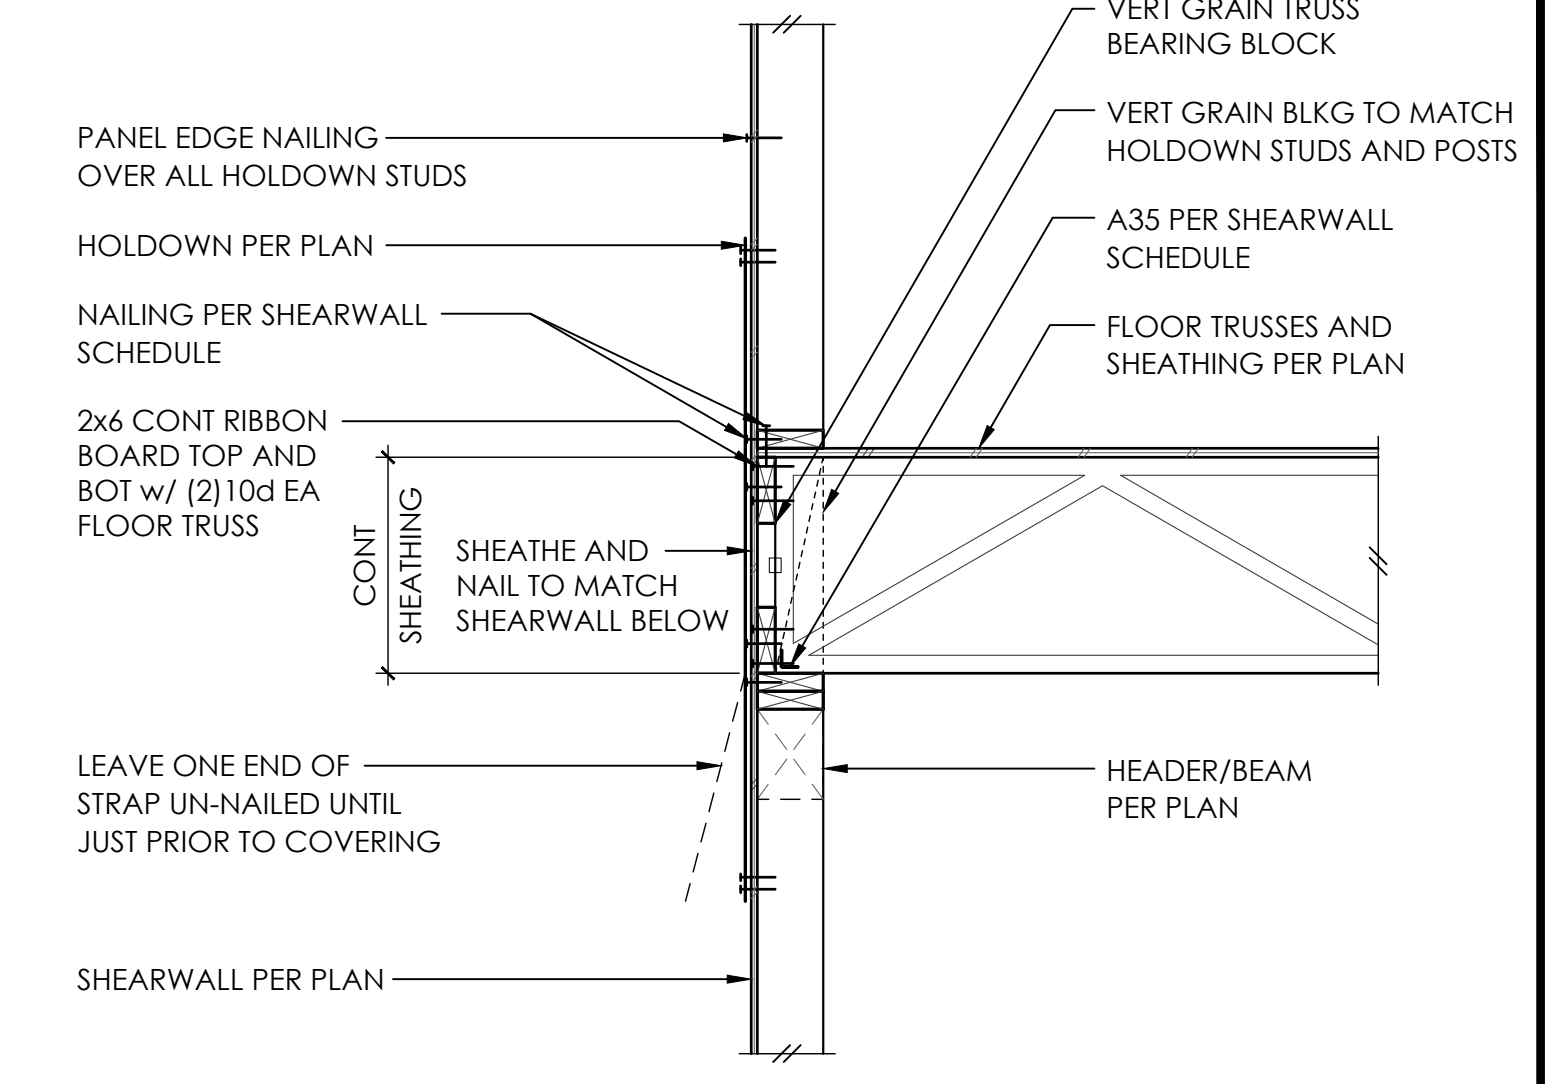 PANEL EDGE NAILING
OVER ALL HOLDOWN STUDS
HOLDOWN PER PLAN
NAILING PER SHEARWALL
SCHEDULE
2x6 CONT RIBBON
BOARD TOP AND
BOT w/ (2)10d EA
FLOOR TRUSS
CONT
SHEATHING
SHEATHE AND
NAIL TO MATCH
SHEARWALL BELOW
LEAVE ONE END OF
STRAP UN-NAILED UNTIL
JUST PRIOR TO COVERING
SHEARWALL PER PLAN
VERT GRAIN TRUSS
BEARING BLOCK
VERT GRAIN BLKG TO MATCH
HOLDOWN STUDS AND POSTS
A35 PER SHEARWALL
SCHEDULE
FLOOR TRUSSES AND
SHEATHING PER PLAN
HEADER/BEAM
PER PLAN